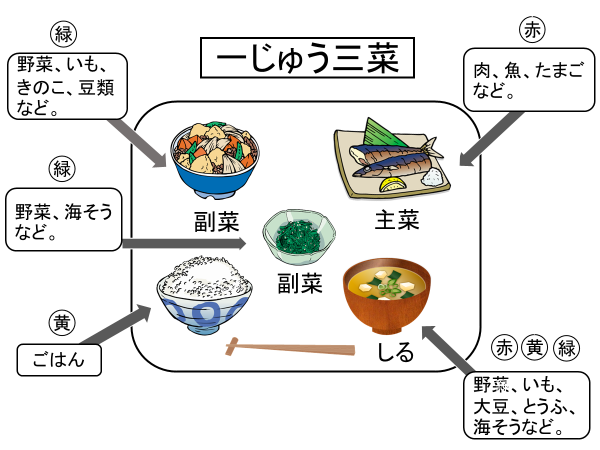 一じゅう三菜
緑
野菜、いも、
きのこ、豆類
など。
赤
肉、魚、たまご
など。
副菜
主菜
緑
野菜、海そう
など。
副菜
黄
ごはん
しる
赤 黄 緑
野菜、いも、
大豆、とうふ、
海そうなど。